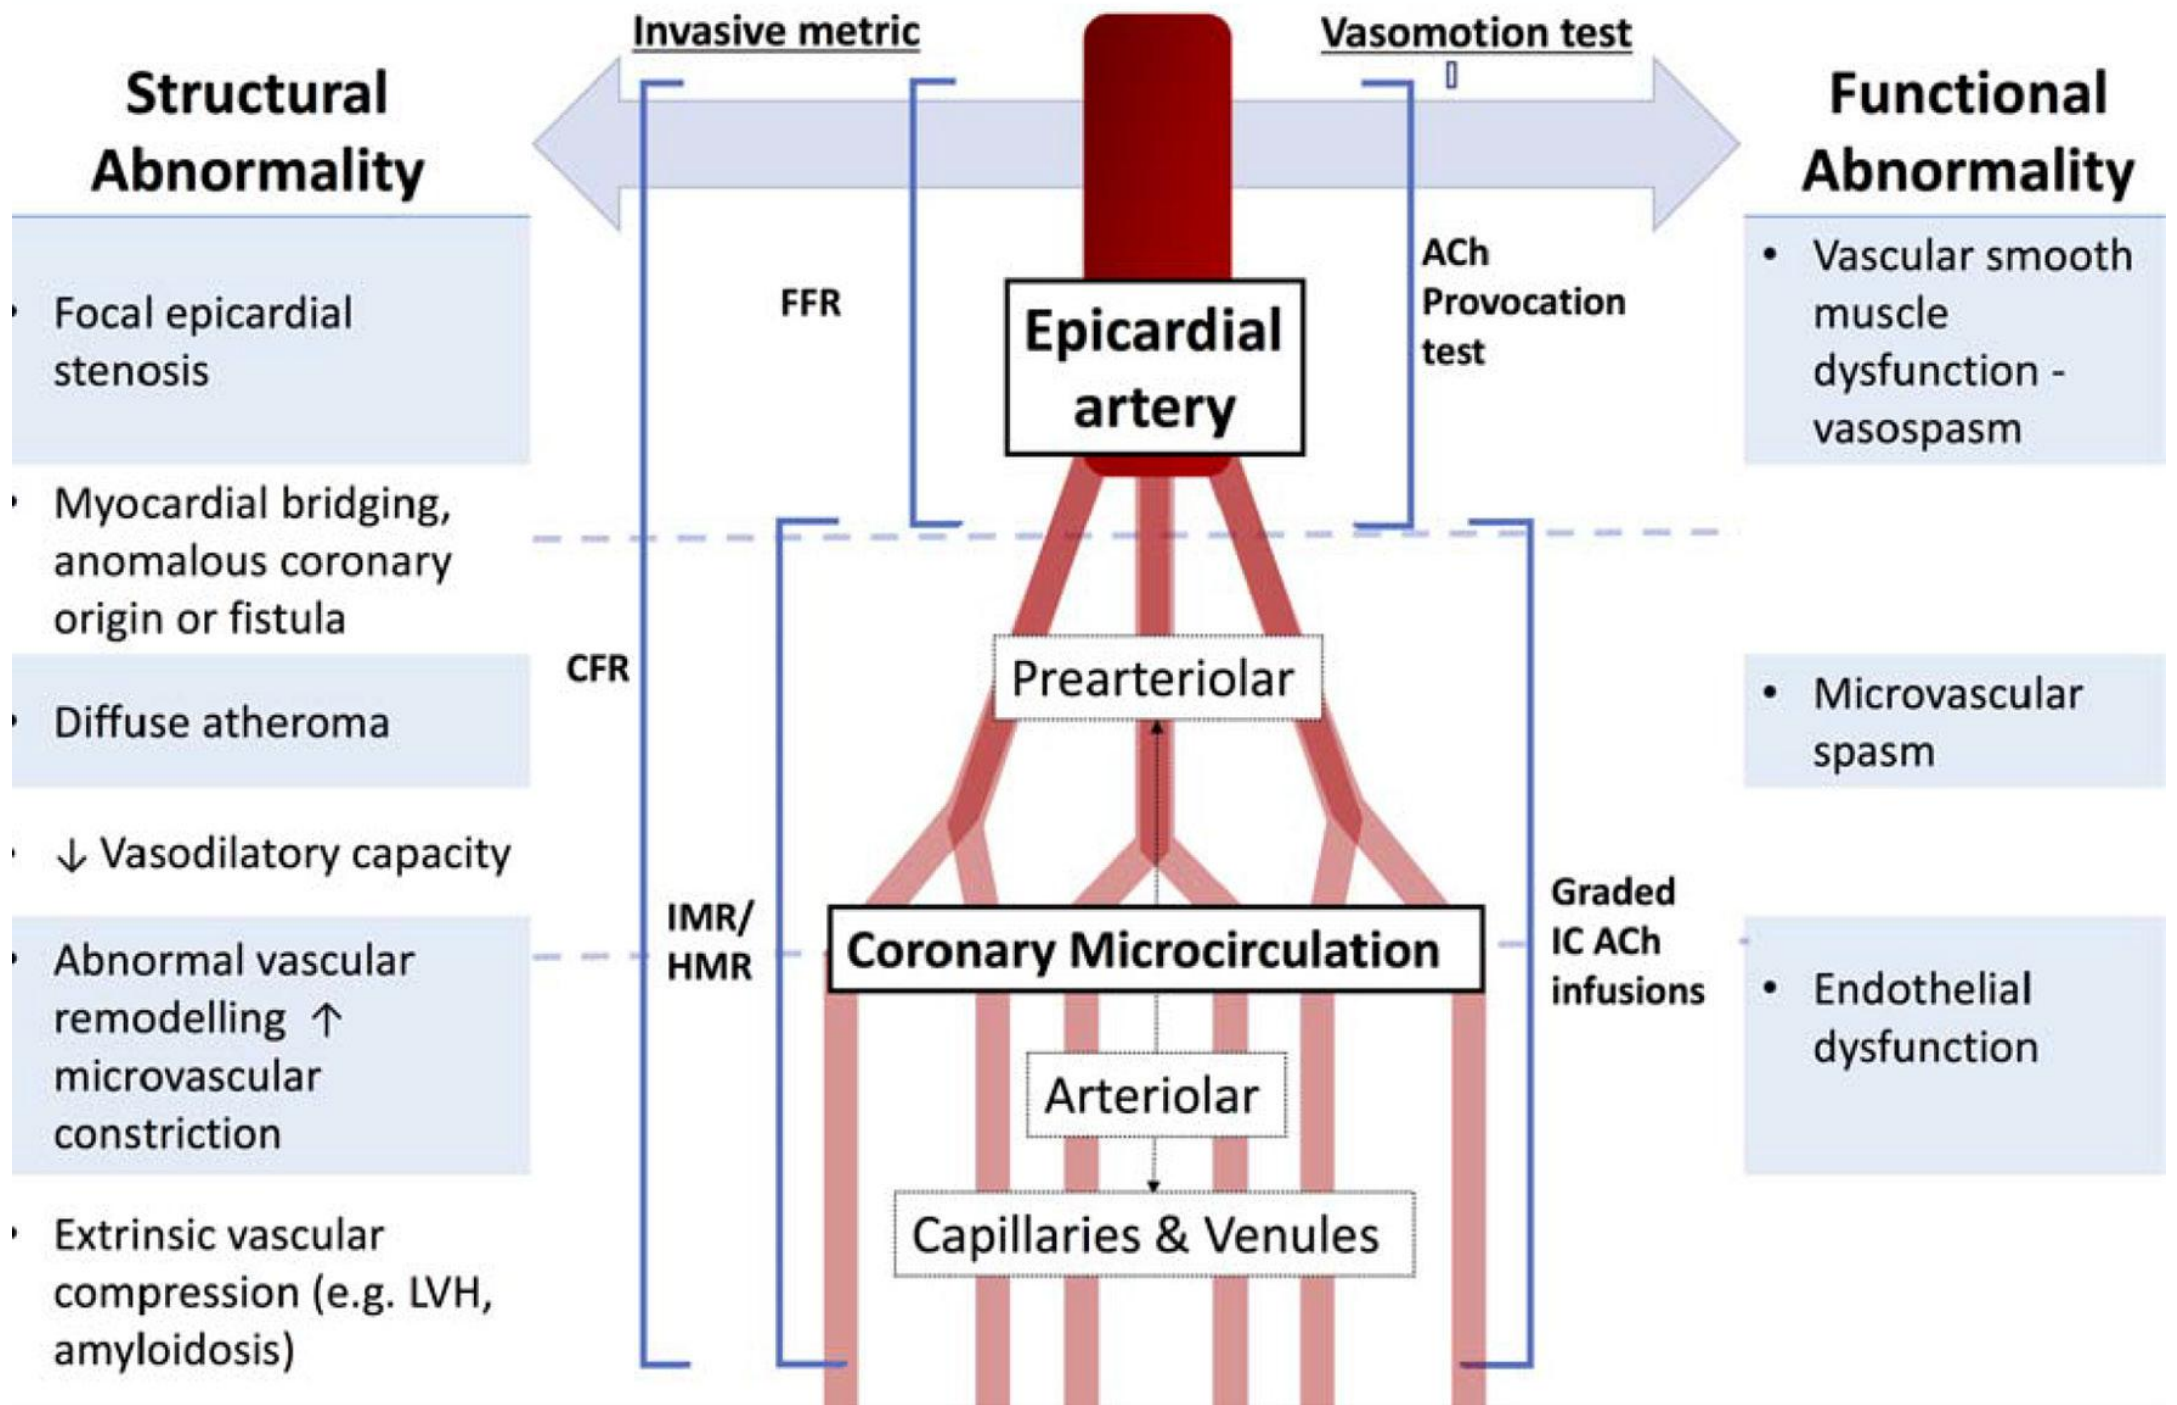 Invasive metric
Vasomotion test
Structural
Abnormality
• Focal epicardial
stenosis
• Myocardial bridging,
anomalous coronary
origin or fistula
• Diffuse atheroma
• ↓ Vasodilatory capacity
• Abnormal vascular
remodelling ↑
microvascular
constriction
• Extrinsic vascular
compression (e.g. LVH,
amyloidosis)
CFR
FFR
IMR/
HMR
Epicardial
artery
Prearteriolar
Coronary Microcirculation
Arteriolar
Capillaries & Venules
ACh
Provocation
test
Graded
IC ACh
infusions
Functional
Abnormality
• Vascular smooth
muscle
dysfunction -
vasospasm
• Microvascular
spasm
• Endothelial
dysfunction